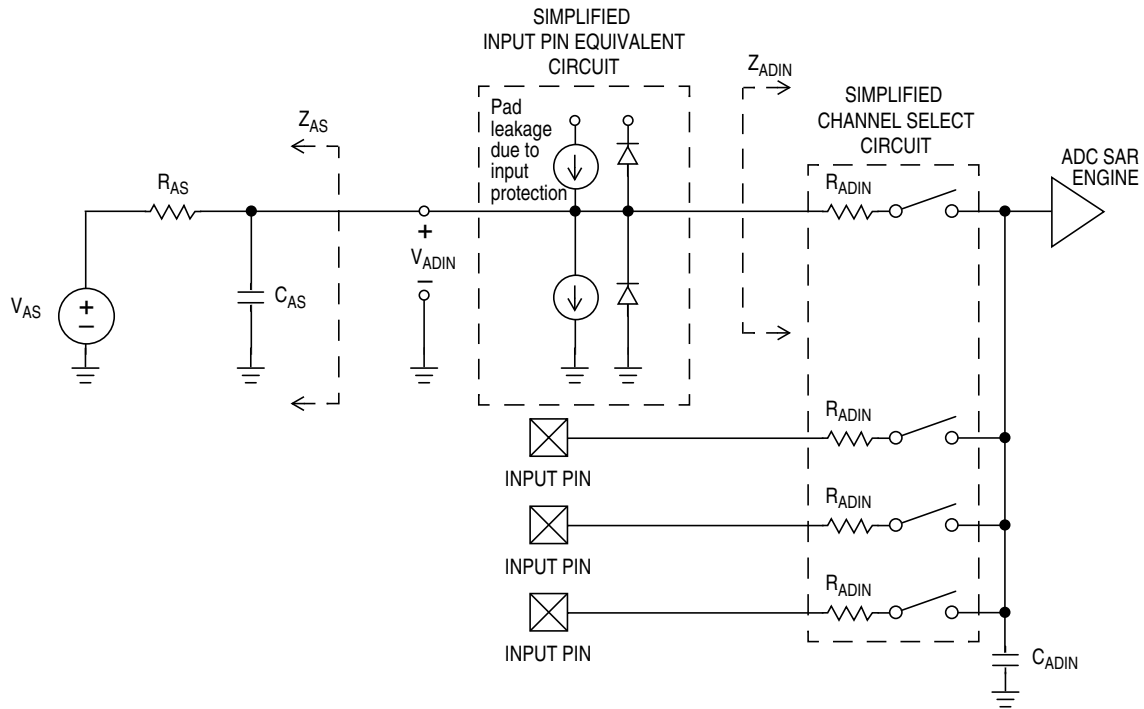 SIMPLIFIED
INPUT PIN EQUIVALENT
CIRCUIT
Z_ADIN
SIMPLIFIED
CHANNEL SELECT
CIRCUIT
Pad
leakage
due to
input
protection
Z_AS
R_AS
R_ADIN
ADC SAR
ENGINE
+
V_ADIN
–
V_AS
+
–
C_AS
R_ADIN
INPUT PIN
R_ADIN
INPUT PIN
R_ADIN
INPUT PIN
C_ADIN